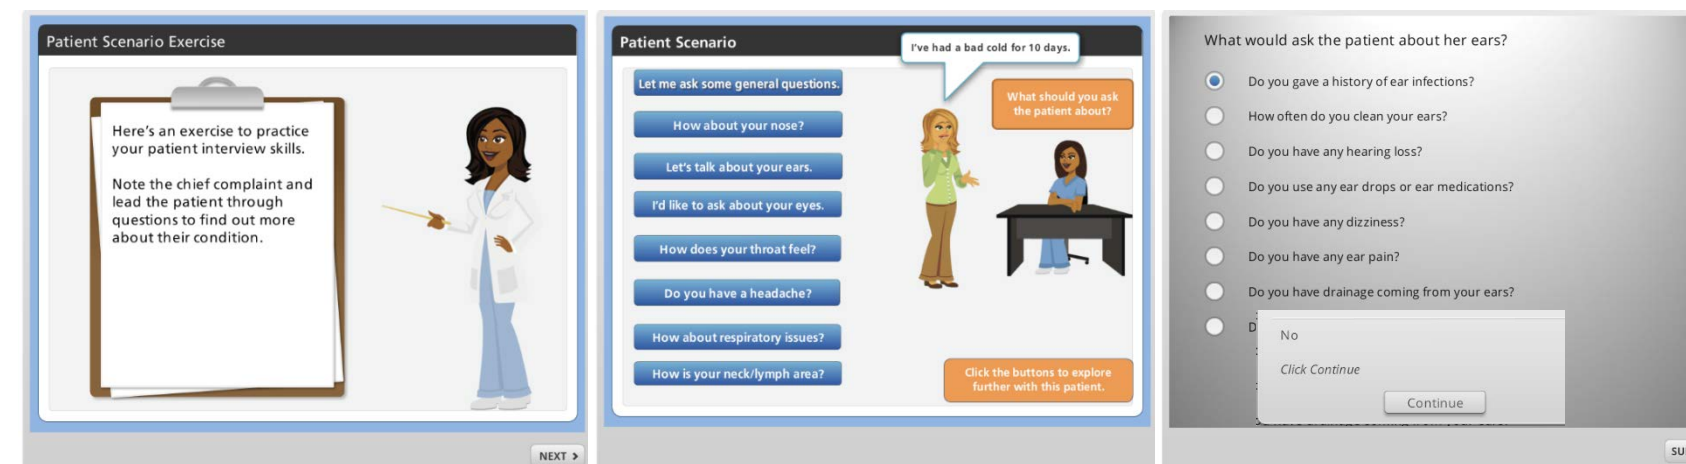 Patient Scenario Exercise
Here's an exercise to practice
your patient interview skills.
Note the chief complaint and
lead the patient through
questions to find out more
about their condition.
NEXT >
Patient Scenario
I've had a bad cold for 10 days.
Let me ask some general questions.
What should you ask
the patient about?
How about your nose?
Let's talk about your ears.
I'd like to ask about your eyes.
How does your throat feel?
Do you have a headache?
How about respiratory issues?
How is your neck/lymph area?
Click the buttons to explore
further with this patient.
What would ask the patient about her ears?
Do you gave a history of ear infections?
How often do you clean your ears?
Do you have any hearing loss?
Do you use any ear drops or ear medications?
Do you have any dizziness?
Do you have any ear pain?
Do you have drainage coming from your ears?
No
Click Continue
Continue